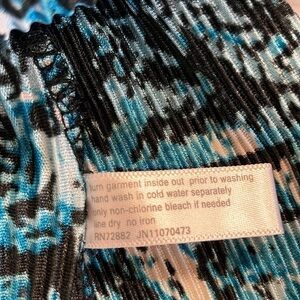 turn garment inside out prior to washing
hand wash in cold water separately
only non-chlorine bleach if needed
line dry no iron
RN72882 JN11070473